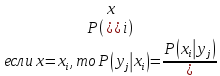 x
P(¿¿i)
если x=xᵢ, то P(yⱼ|xᵢ)=P(xᵢ|yⱼ)/¿